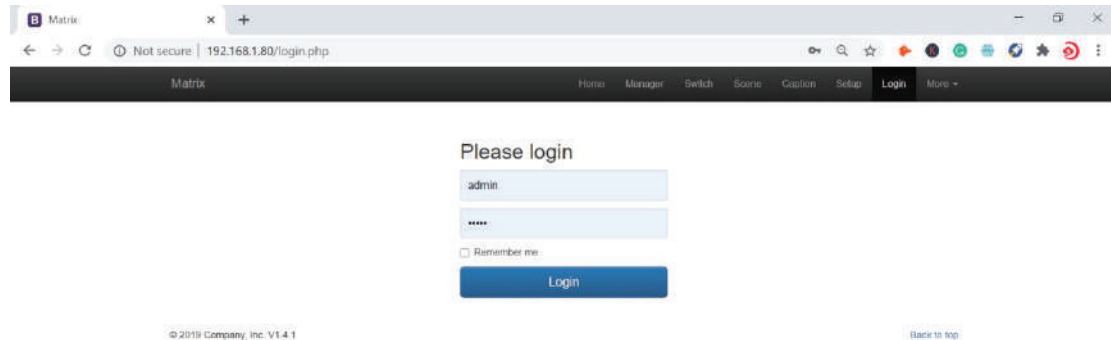 Matrix
Not secure | 192.168.1.80/login.php
Matrix Home Manager Switch Scene Caption Setup Login More
Please login
admin
•••••
Remember me
Login
© 2019 Company, Inc. V1.4.1
Back to top